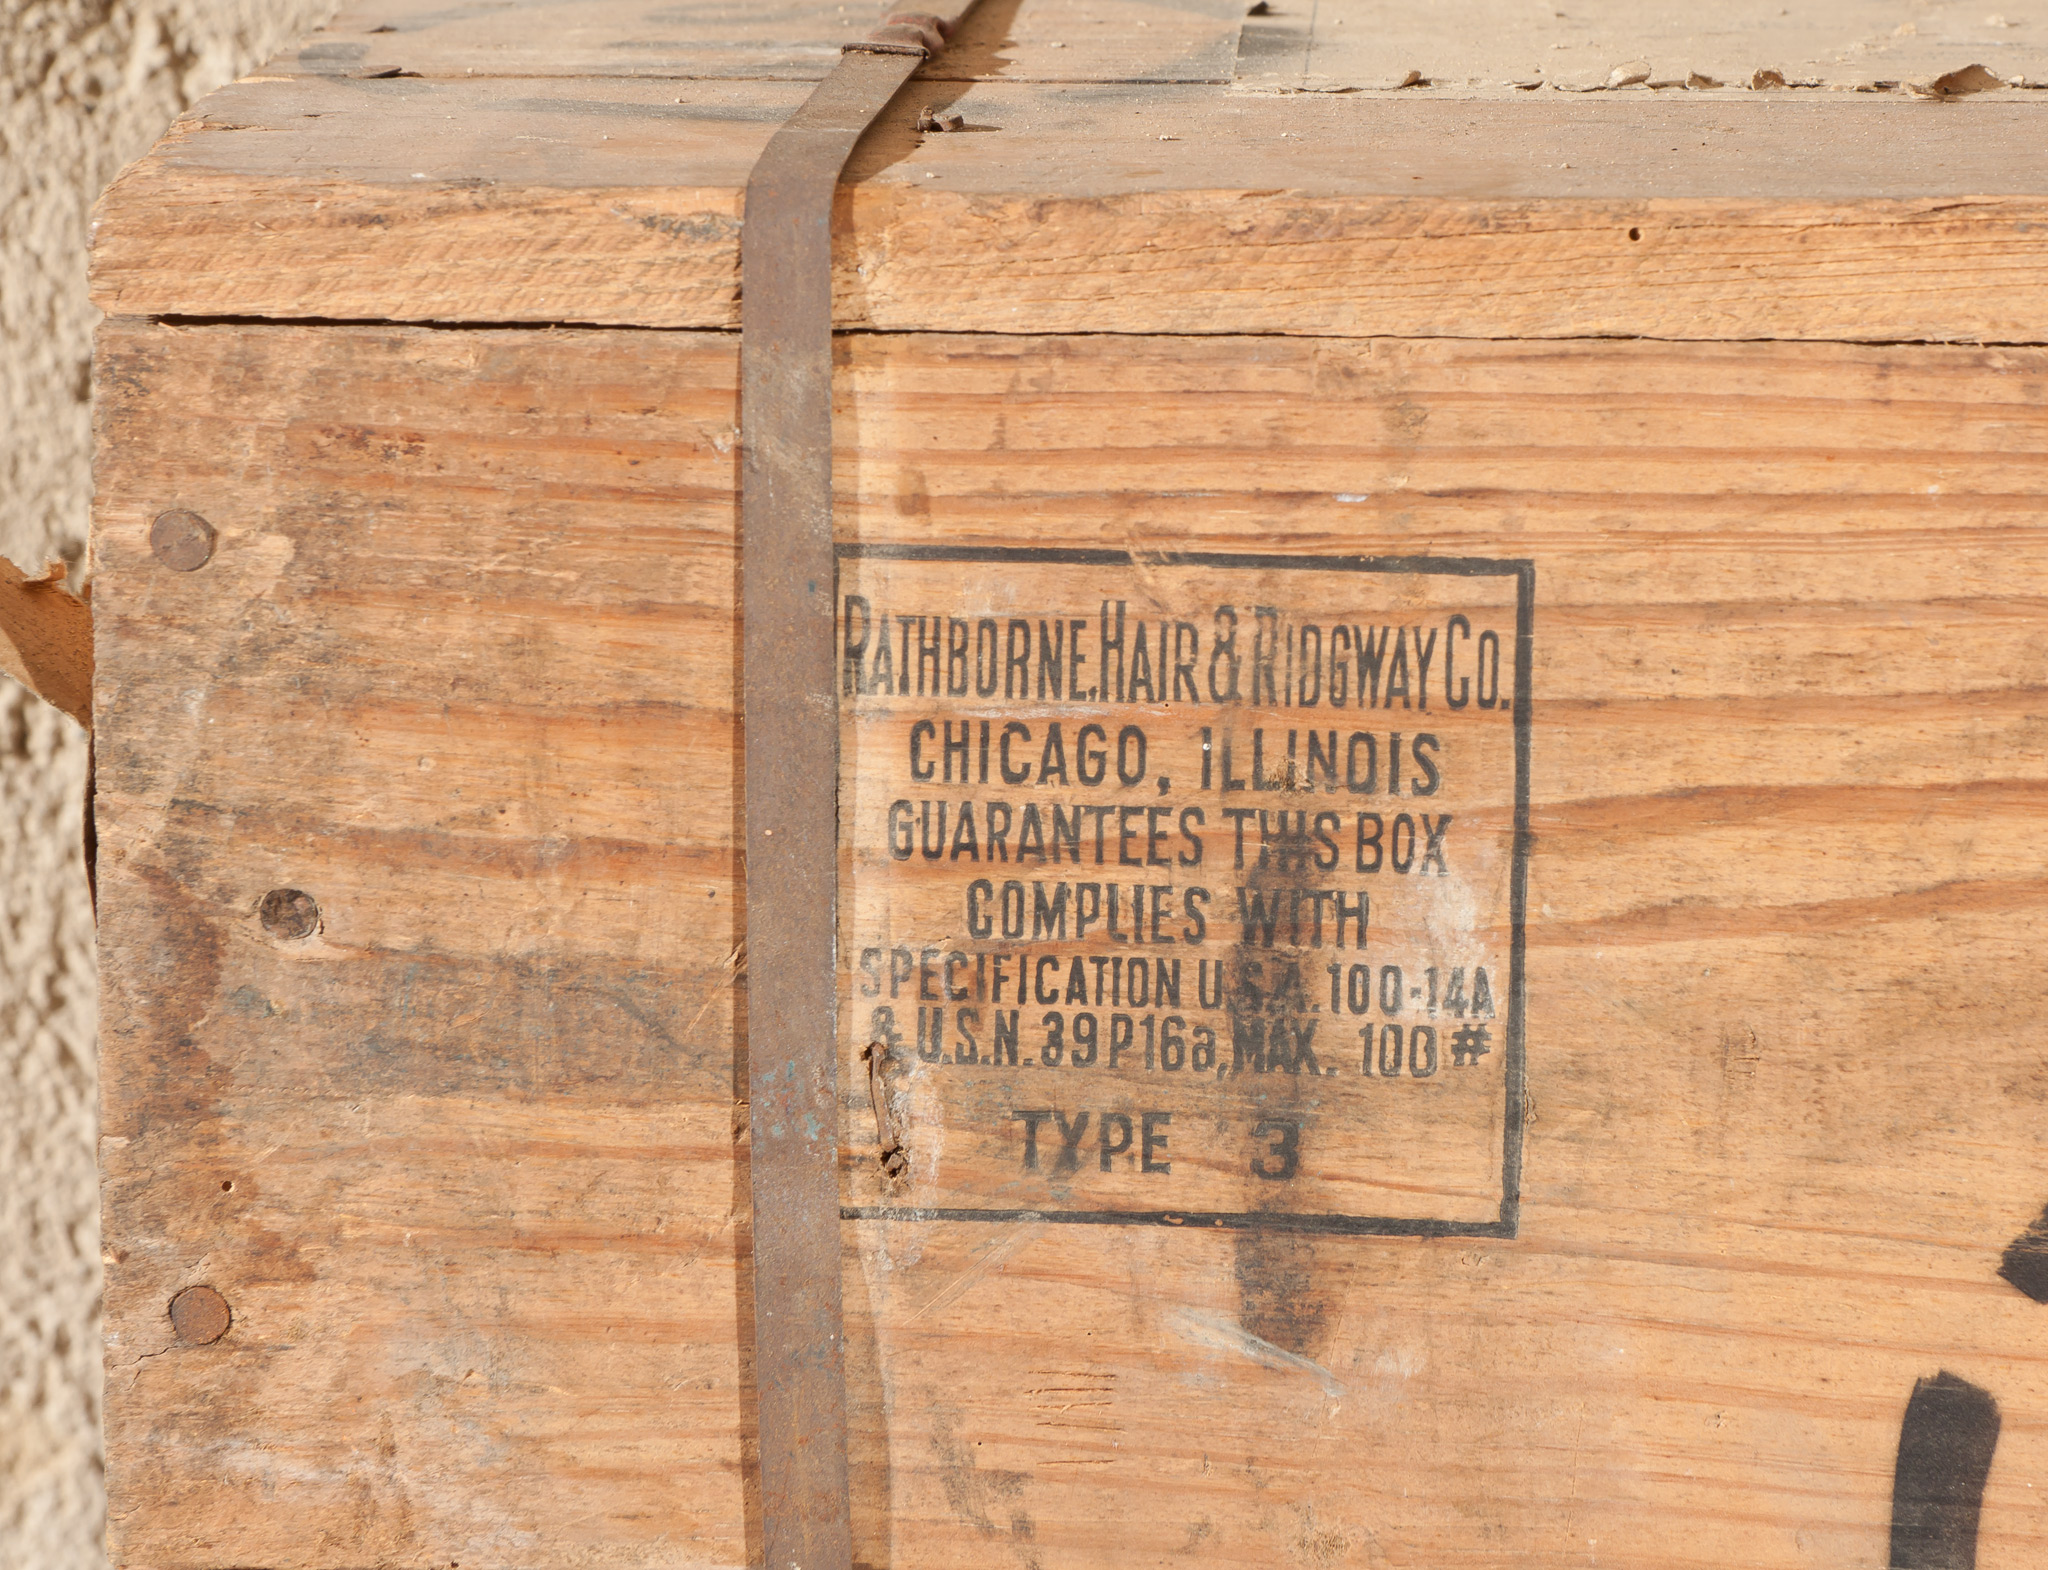 RATHBORNE, HAIR & RIDGWAY CO.
CHICAGO, ILLINOIS
GUARANTEES THIS BOX
COMPLIES WITH
SPECIFICATION U.S.A. 100-14A
& U.S.N. 39P16a, MAX. 100 #
TYPE 3